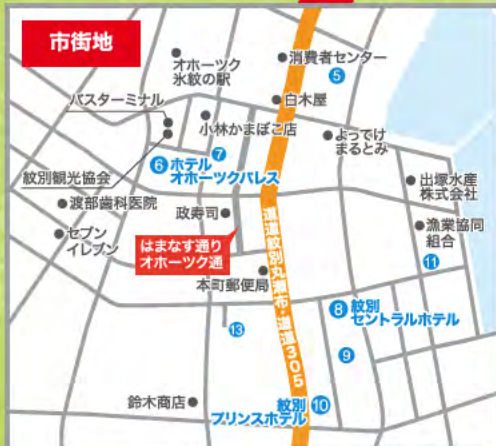 市街地
オホーツク
氷紋の駅
消費者センター
5
バスターミナル
白木屋
小林かまぼこ店
7
よってけ
まるとみ
紋別観光協会
6 ホテル
オホーツクパレス
出塚水産
株式会社
渡部歯科医院
政寿司
漁業協同
組合
セブン
イレブン
はまなす通り
オホーツク通
11
本町郵便局
道道紋別丸瀬布・道道305
8 紋別
セントラルホテル
13
9
鈴木商店
紋別 10
プリンスホテル